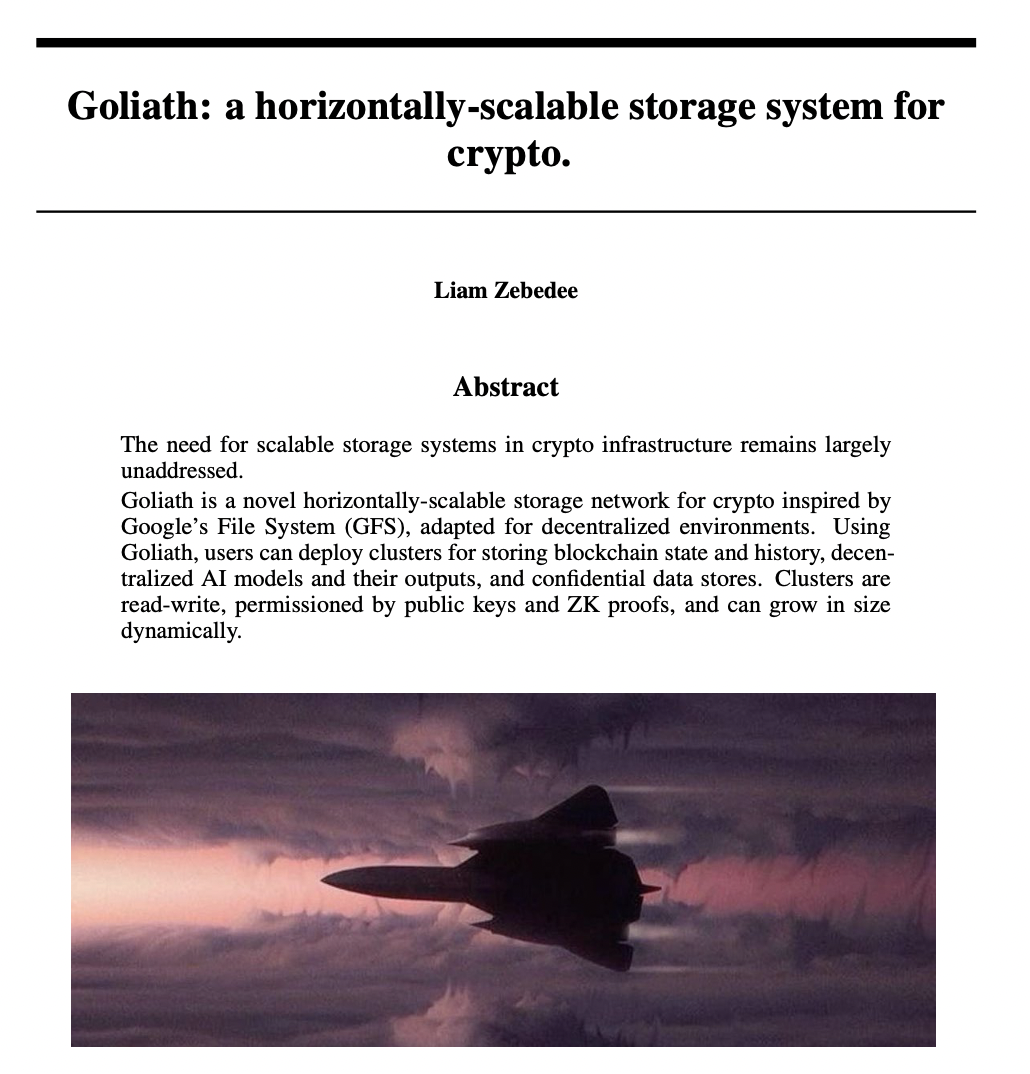 Goliath: a horizontally-scalable storage system for
crypto.
Liam Zebedee
Abstract
The need for scalable storage systems in crypto infrastructure remains largely
unaddressed.
Goliath is a novel horizontally-scalable storage network for crypto inspired by
Google's File System (GFS), adapted for decentralized environments. Using
Goliath, users can deploy clusters for storing blockchain state and history, decen-
tralized AI models and their outputs, and confidential data stores. Clusters are
read-write, permissioned by public keys and ZK proofs, and can grow in size
dynamically.